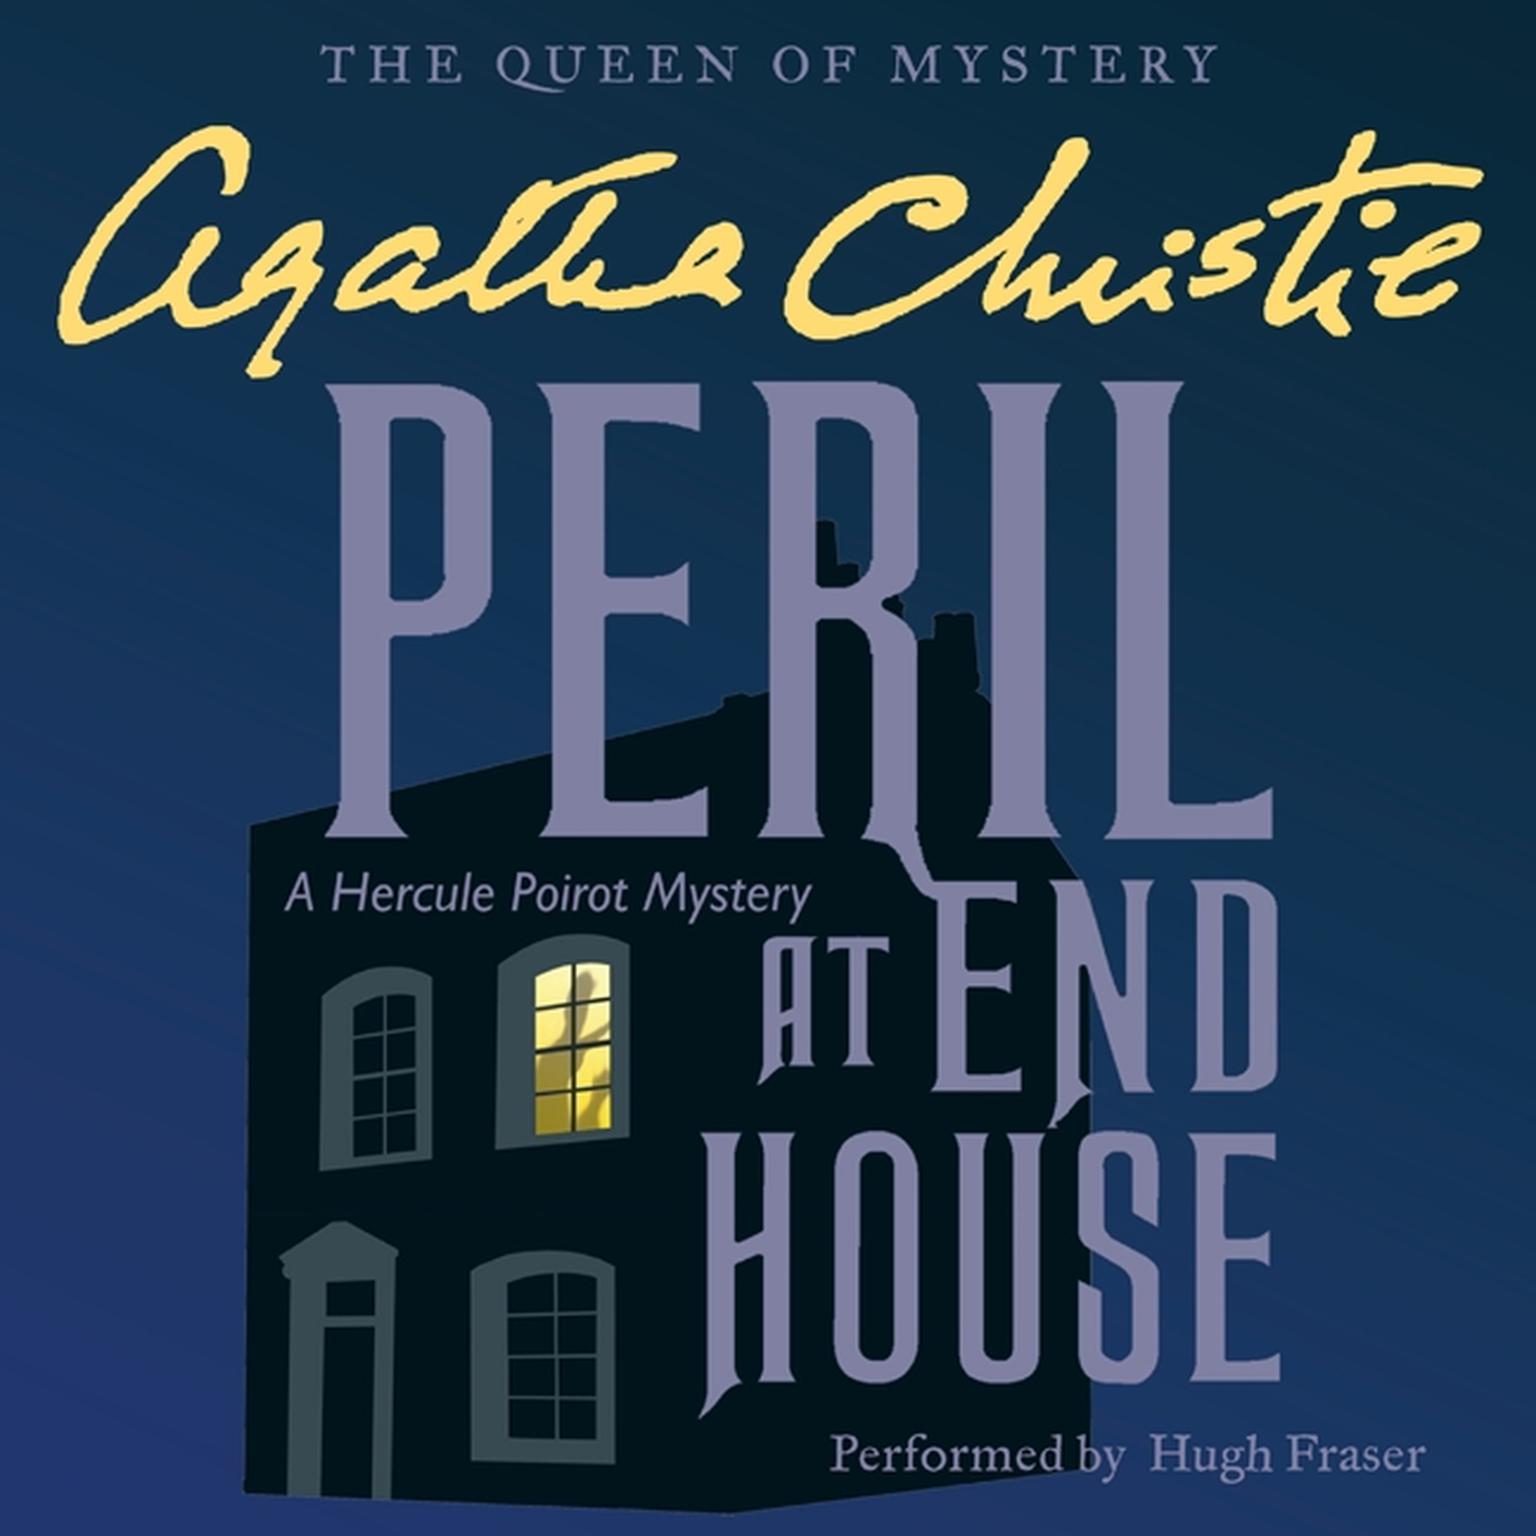 THE QUEEN OF MYSTERY
Agatha Christie
PERIL
A Hercule Poirot Mystery
AT END
HOUSE
Performed by Hugh Fraser